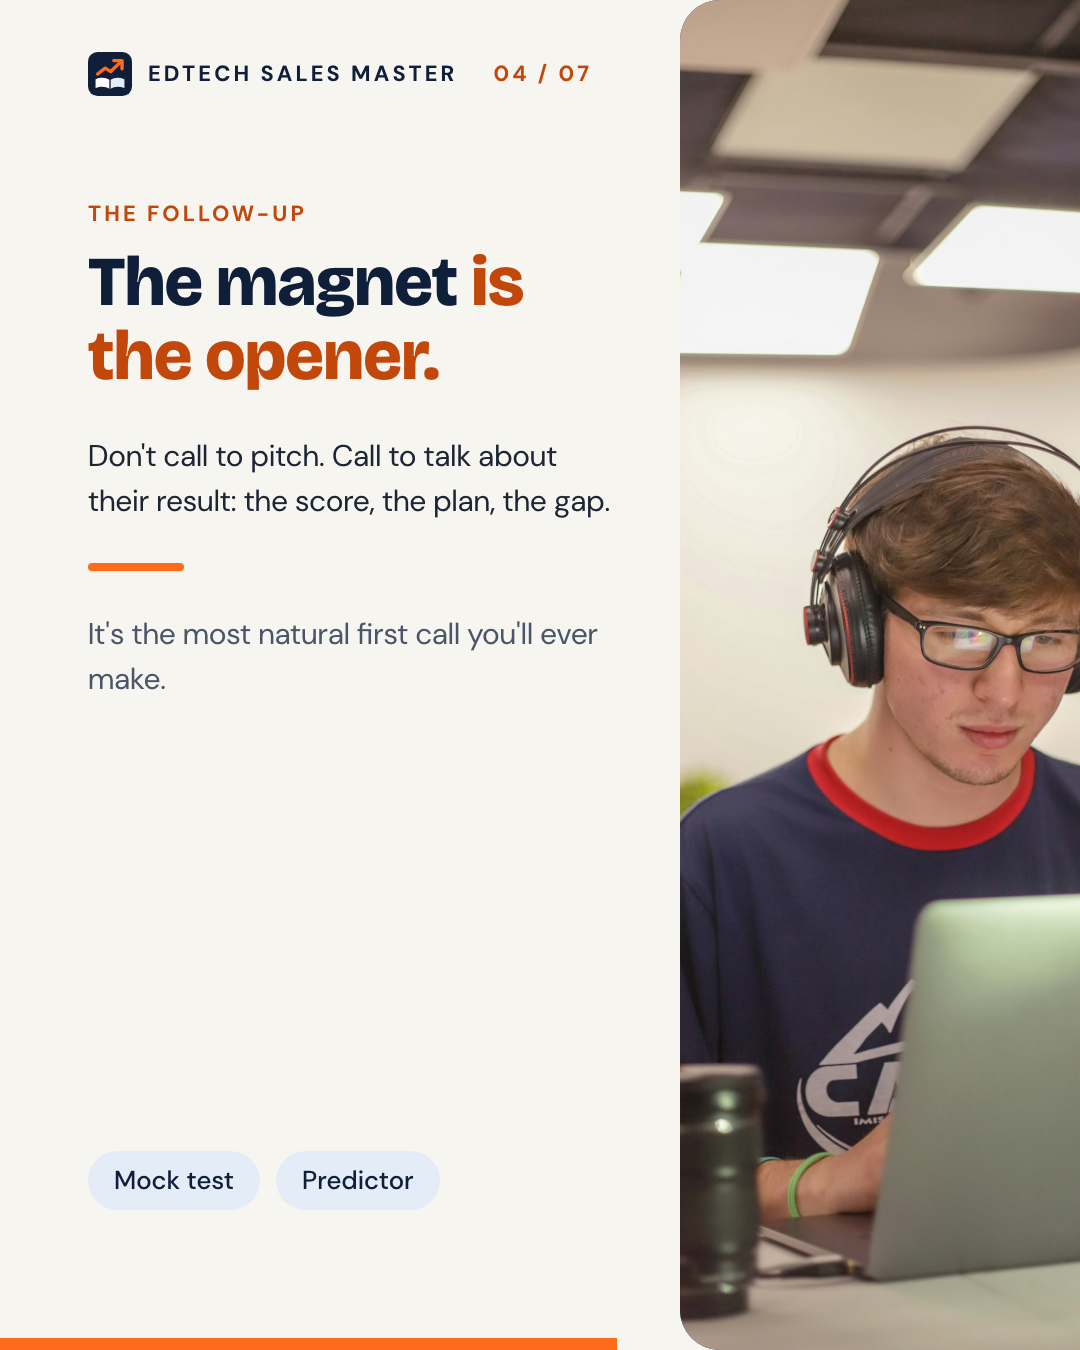 EDTECH SALES MASTER 04 / 07
THE FOLLOW-UP
The magnet is
the opener.
Don't call to pitch. Call to talk about
their result: the score, the plan, the gap.
It's the most natural first call you'll ever
make.
Mock test Predictor